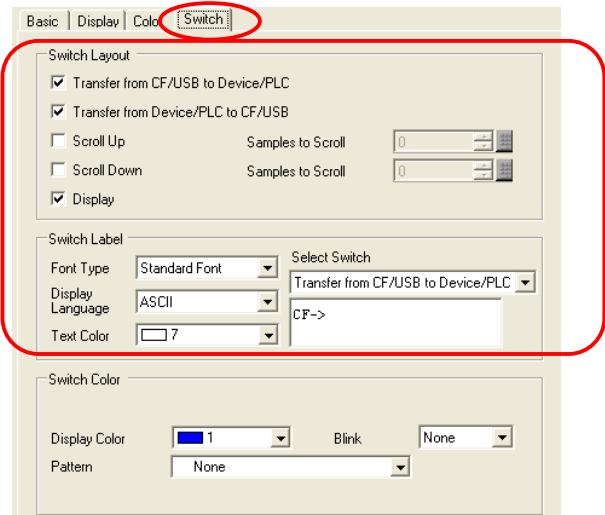 Basic Display Color Switch
Switch Layout
Transfer from CF/USB to Device/PLC
Transfer from Device/PLC to CF/USB
Scroll Up Samples to Scroll 0
Scroll Down Samples to Scroll 0
Display
Switch Label
Font Type Standard Font
Display Language ASCII
Text Color 7
Select Switch
Transfer from CF/USB to Device/PLC
CF->
Switch Color
Display Color 1 Blink None
Pattern None